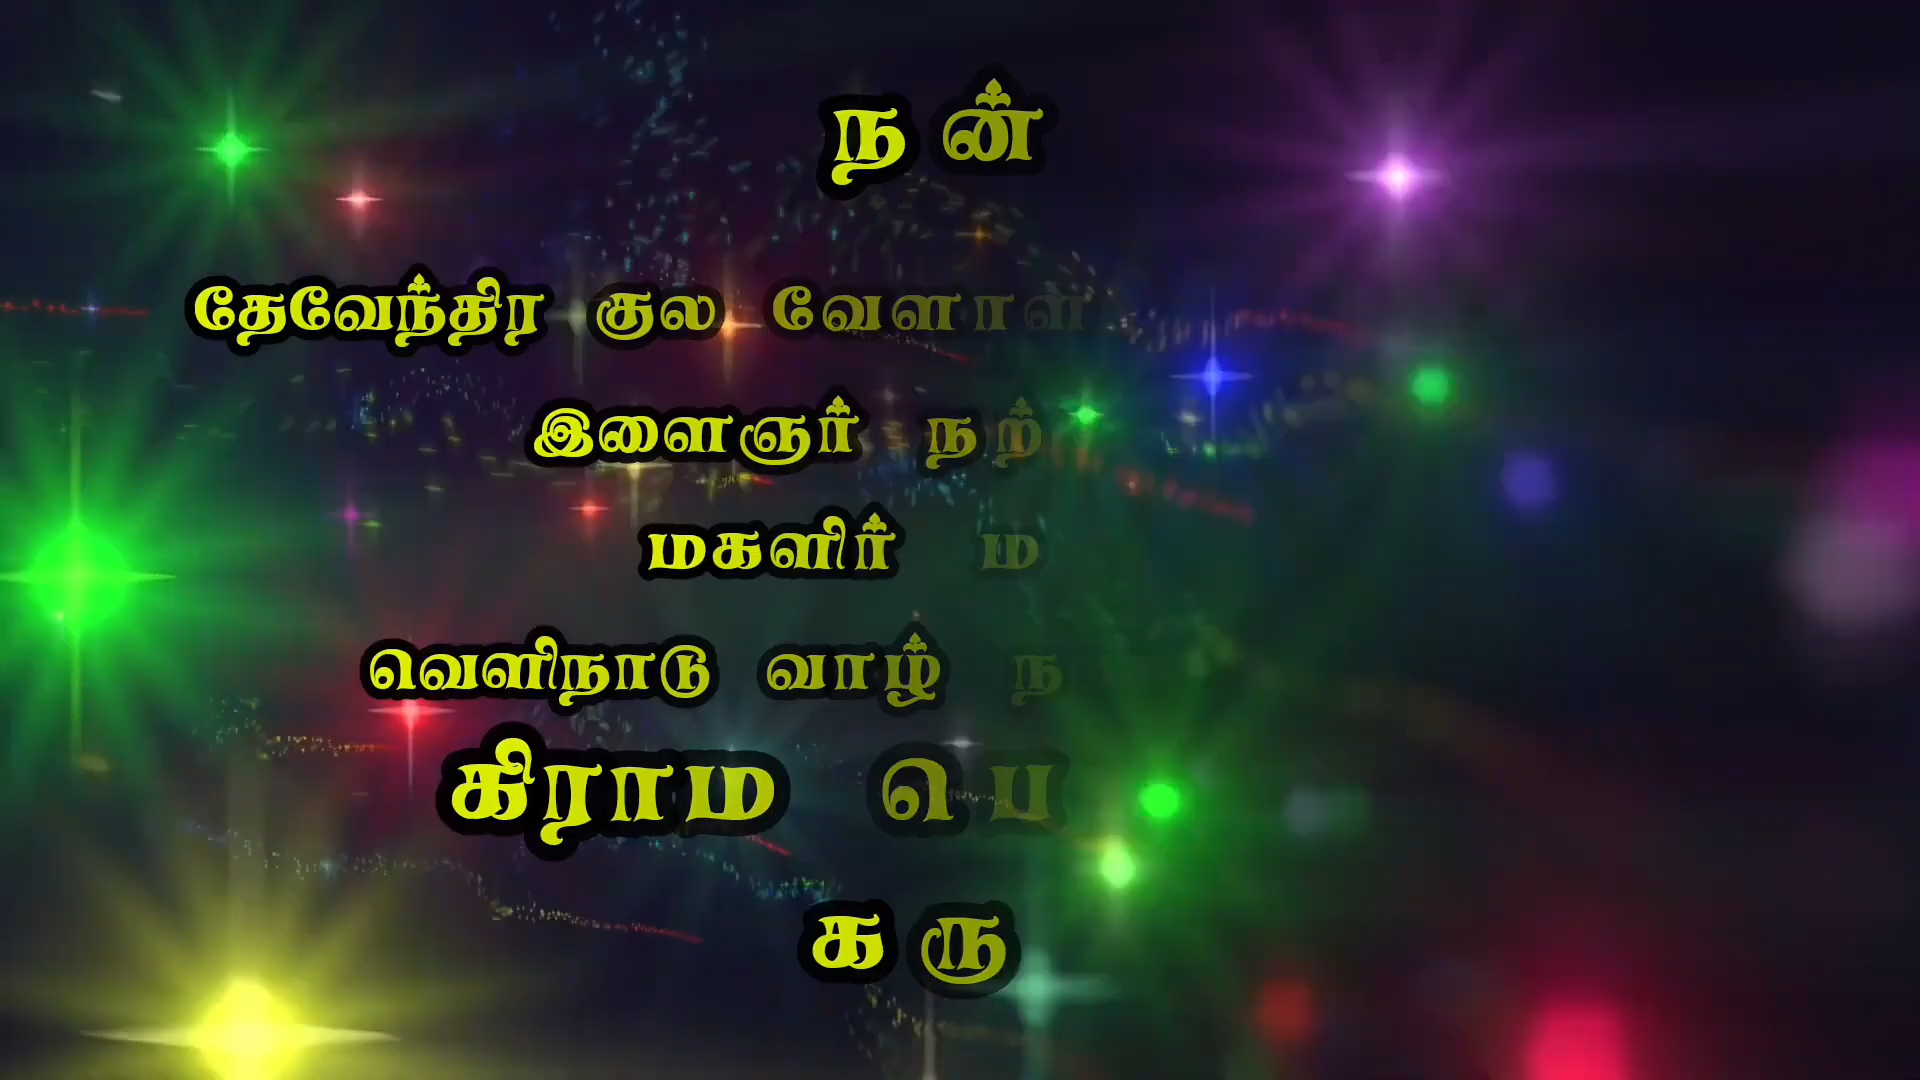 நன்
தேவேந்திர குல வேளாள
இளைஞர் நற்
மகளிர் ம
வெளிநாடு வாழ் ந
கிராம பெ
கரு